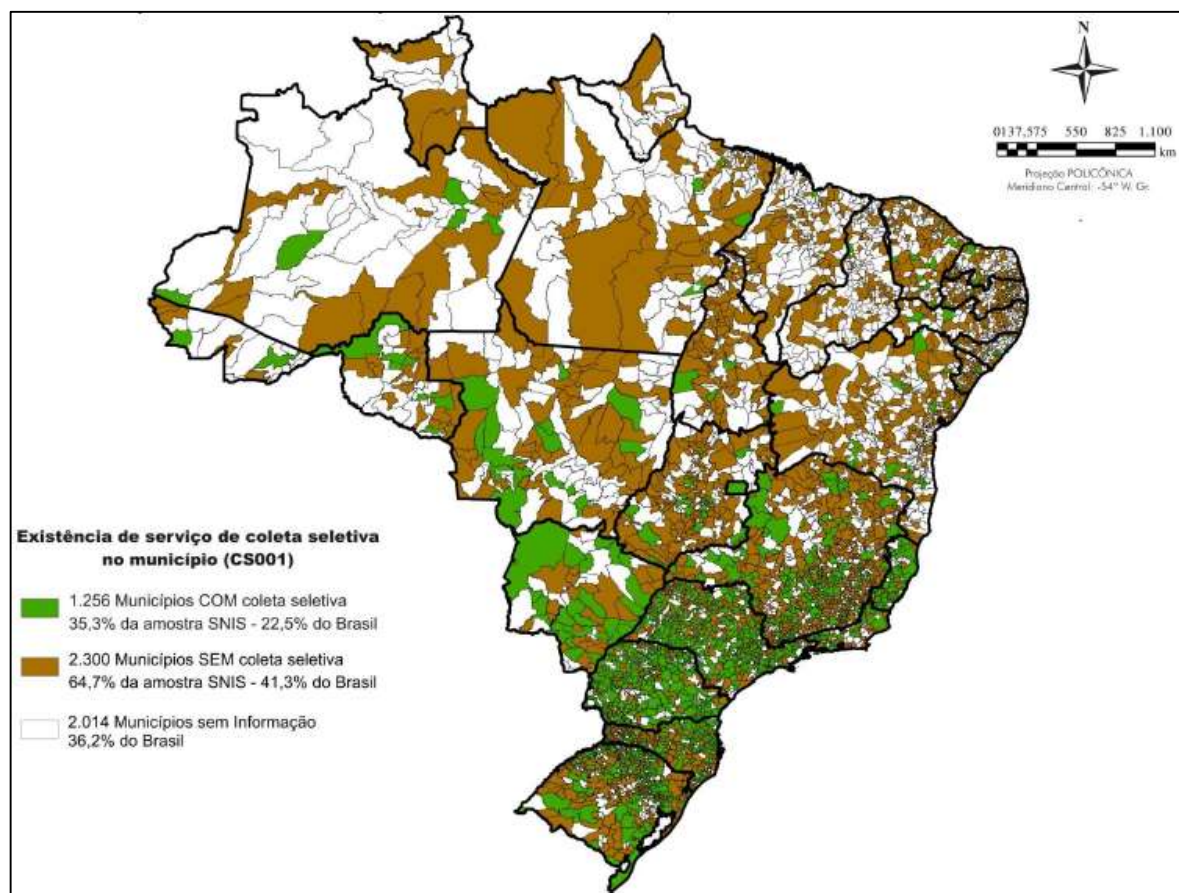 N
0137,575 550 825 1.100
km
Projeção POLICÔNICA
Meridiano Central: -54° W. Gr.
Existência de serviço de coleta seletiva
no município (CS001)
1.256 Municípios COM coleta seletiva
35,3% da amostra SNIS - 22,5% do Brasil
2.300 Municípios SEM coleta seletiva
64,7% da amostra SNIS - 41,3% do Brasil
2.014 Municípios sem Informação
36,2% do Brasil